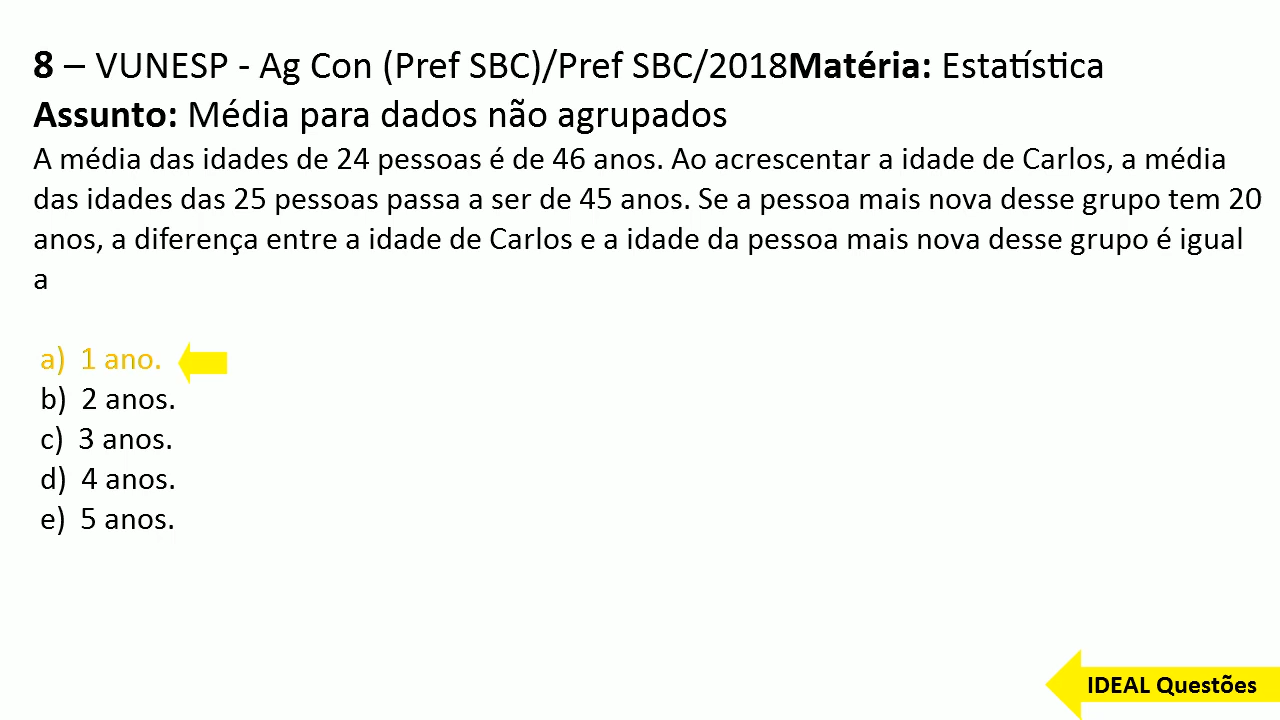 8 – VUNESP - Ag Con (Pref SBC)/Pref SBC/2018Matéria: Estatística
Assunto: Média para dados não agrupados
A média das idades de 24 pessoas é de 46 anos. Ao acrescentar a idade de Carlos, a média
das idades das 25 pessoas passa a ser de 45 anos. Se a pessoa mais nova desse grupo tem 20
anos, a diferença entre a idade de Carlos e a idade da pessoa mais nova desse grupo é igual
a
a) 1 ano.
b) 2 anos.
c) 3 anos.
d) 4 anos.
e) 5 anos.
IDEAL Questões